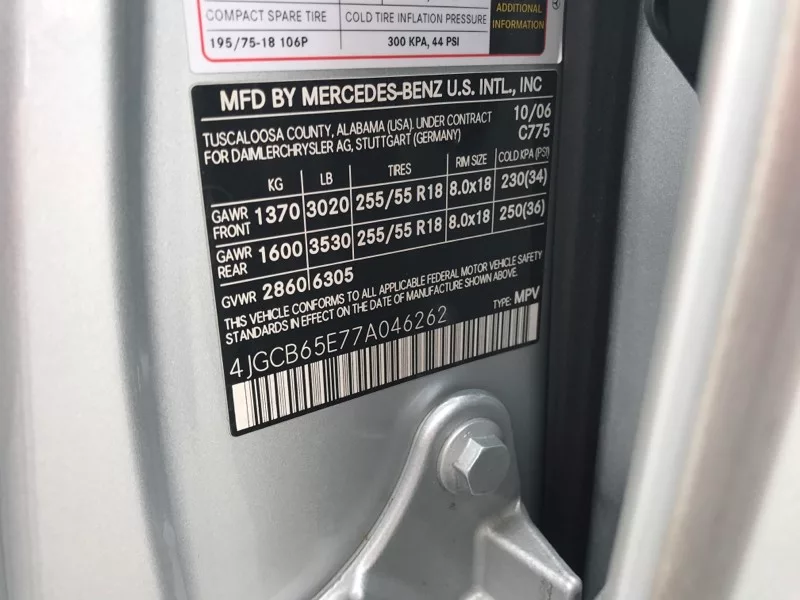 COMPACT SPARE TIRE COLD TIRE INFLATION PRESSURE
195/75-18 106P 300 KPA, 44 PSI
ADDITIONAL
INFORMATION
MFD BY MERCEDES-BENZ U.S. INTL., INC
TUSCALOOSA COUNTY, ALABAMA (USA). UNDER CONTRACT 10/06
FOR DAIMLERCHRYSLER AG, STUTTGART (GERMANY) C775
KG LB TIRES RIM SIZE COLD KPA (PSI)
GAWR FRONT 1370 3020 255/55 R18 8.0x18 230(34)
GAWR REAR 1600 3530 255/55 R18 8.0x18 250(36)
GVWR 2860 6305
THIS VEHICLE CONFORMS TO ALL APPLICABLE FEDERAL MOTOR VEHICLE SAFETY
STANDARDS IN EFFECT ON THE DATE OF MANUFACTURE SHOWN ABOVE.
4JGCB65E77A046262 TYPE: MPV